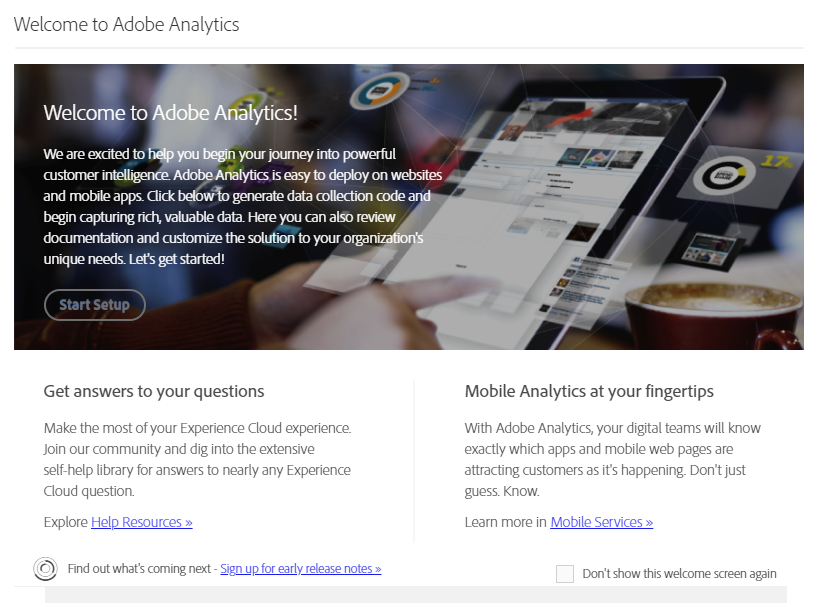 Welcome to Adobe Analytics
Welcome to Adobe Analytics!
We are excited to help you begin your journey into powerful
customer intelligence. Adobe Analytics is easy to deploy on websites
and mobile apps. Click below to generate data collection code and
begin capturing rich, valuable data. Here you can also review
documentation and customize the solution to your organization's
unique needs. Let's get started!
Start Setup
Get answers to your questions
Make the most of your Experience Cloud experience.
Join our community and dig into the extensive
self-help library for answers to nearly any Experience
Cloud question.
Explore Help Resources »
Mobile Analytics at your fingertips
With Adobe Analytics, your digital teams will know
exactly which apps and mobile web pages are
attracting customers as it's happening. Don't just
guess. Know.
Learn more in Mobile Services »
Find out what's coming next - Sign up for early release notes »
Don't show this welcome screen again